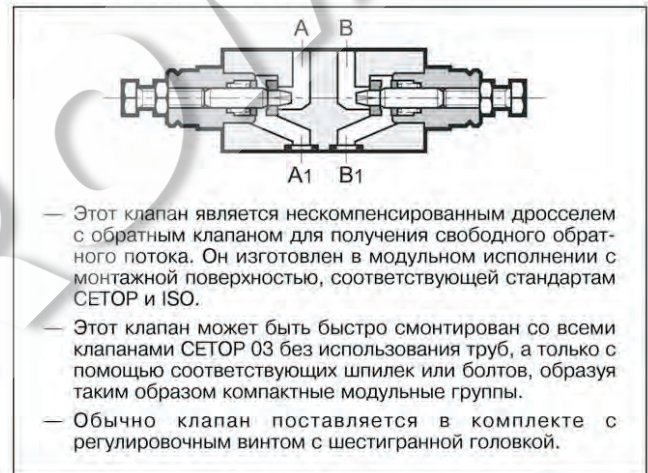 A B
A1 B1
— Этот клапан является нескомпенсированным дросселем
с обратным клапаном для получения свободного обрат-
ного потока. Он изготовлен в модульном исполнении с
монтажной поверхностью, соответствующей стандартам
CETOP и ISO.
— Этот клапан может быть быстро смонтирован со всеми
клапанами CETOP 03 без использования труб, а только с
помощью соответствующих шпилек или болтов, образуя
таким образом компактные модульные группы.
— Обычно клапан поставляется в комплекте с
регулировочным винтом с шестигранной головкой.